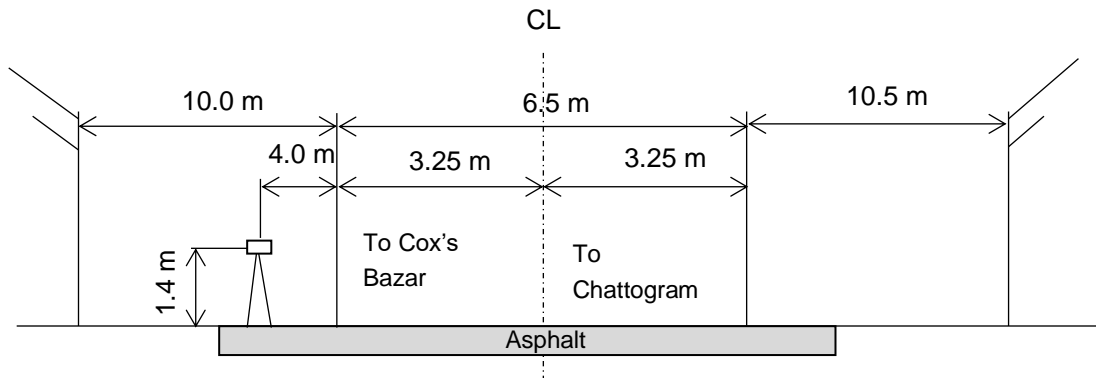 CL
10.0 m
6.5 m
10.5 m
4.0 m
3.25 m
3.25 m
1.4 m
To Cox's
Bazar
To
Chattogram
Asphalt